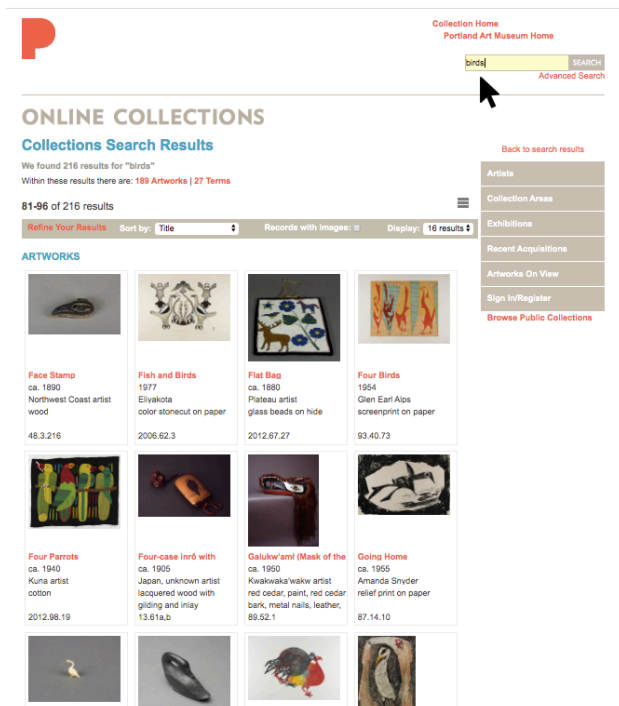 Collection Home
Portland Art Museum Home
birds
SEARCH
Advanced Search
ONLINE COLLECTIONS
Collections Search Results
We found 216 results for "birds"
Within these results there are: 189 Artworks | 27 Terms
81-96 of 216 results
Refine Your Results Sort by: Title Records with images: Display: 16 results
ARTWORKS
Face Stamp
ca. 1890
Northwest Coast artist
wood
48.3.216
Fish and Birds
1977
Eliyakota
color stonecut on paper
2006.62.3
Flat Bag
ca. 1880
Plateau artist
glass beads on hide
2012.67.27
Four Birds
1954
Glen Earl Alps
screenprint on paper
93.40.73
Four Parrots
ca. 1940
Kuna artist
cotton
2012.98.19
Four-case inrô with
ca. 1905
Japan, unknown artist
lacquered wood with
gilding and inlay
13.61a,b
Galukw'aml (Mask of the
ca. 1950
Kwakwaka'wakw artist
red cedar, paint, red cedar
bark, metal nails, leather,
89.52.1
Going Home
ca. 1955
Amanda Snyder
relief print on paper
87.14.10
Back to search results
Artists
Collection Areas
Exhibitions
Recent Acquisitions
Artworks On View
Sign In/Register
Browse Public Collections